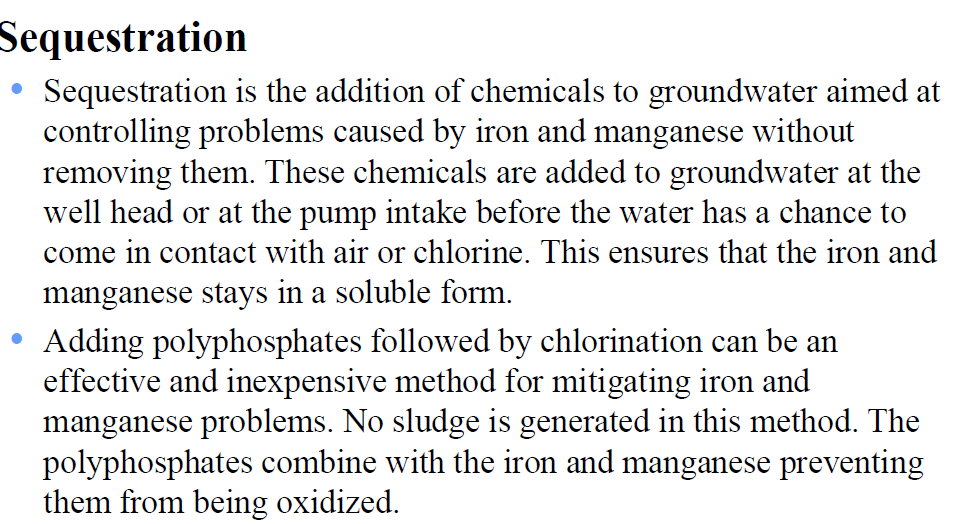 Sequestration
• Sequestration is the addition of chemicals to groundwater aimed at
controlling problems caused by iron and manganese without
removing them. These chemicals are added to groundwater at the
well head or at the pump intake before the water has a chance to
come in contact with air or chlorine. This ensures that the iron and
manganese stays in a soluble form.
• Adding polyphosphates followed by chlorination can be an
effective and inexpensive method for mitigating iron and
manganese problems. No sludge is generated in this method. The
polyphosphates combine with the iron and manganese preventing
them from being oxidized.